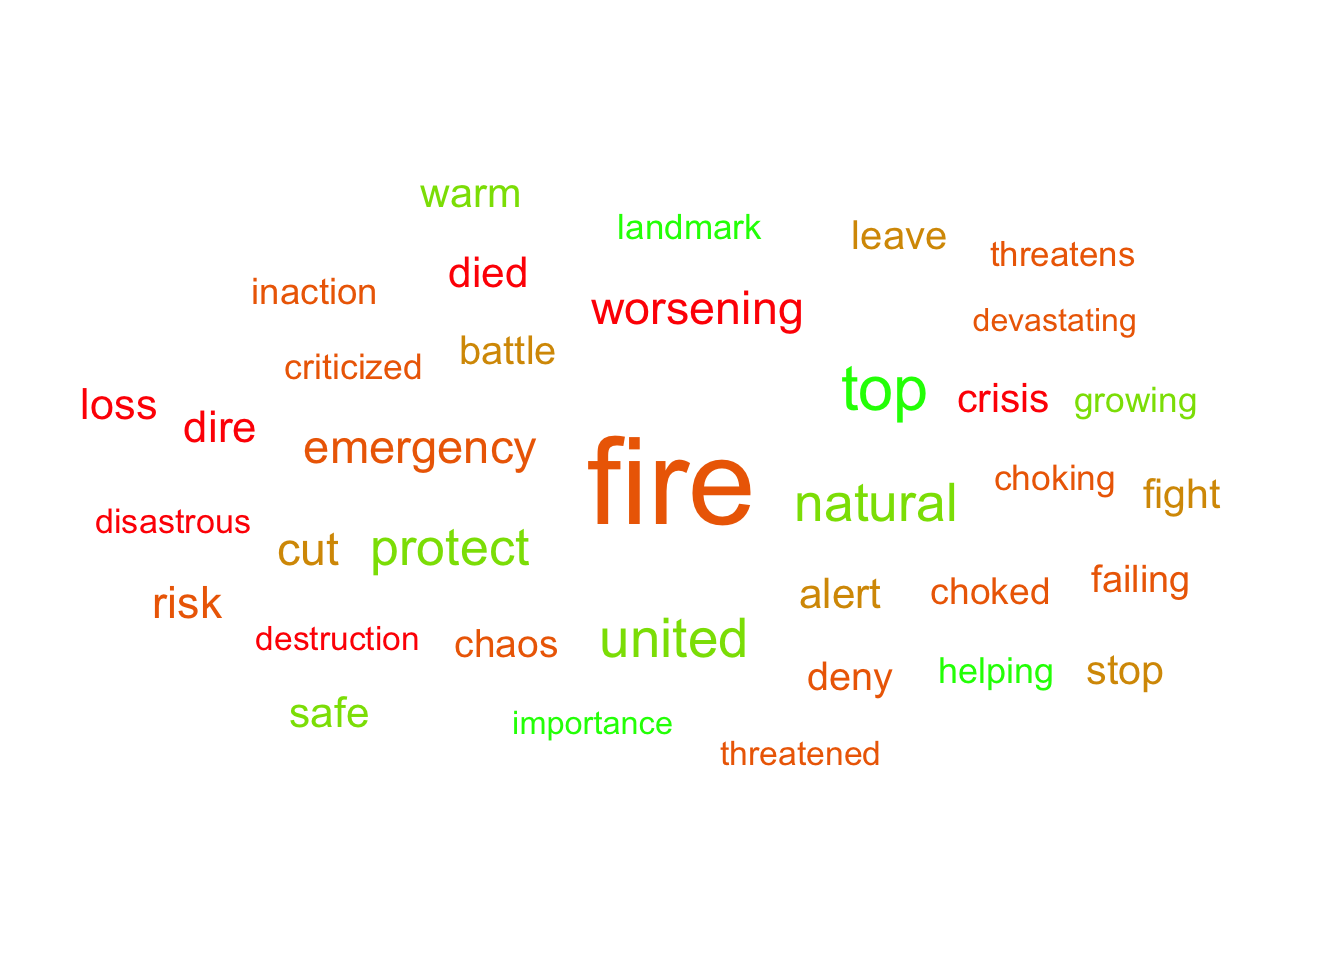 warm
landmark
leave
threatens
died
inaction
worsening
devastating
battle
criticized
top
crisis
growing
loss
dire
emergency
fire
choking
natural
fight
disastrous
cut
protect
alert
choked
failing
risk
destruction
chaos
united
deny
helping
stop
safe
importance
threatened